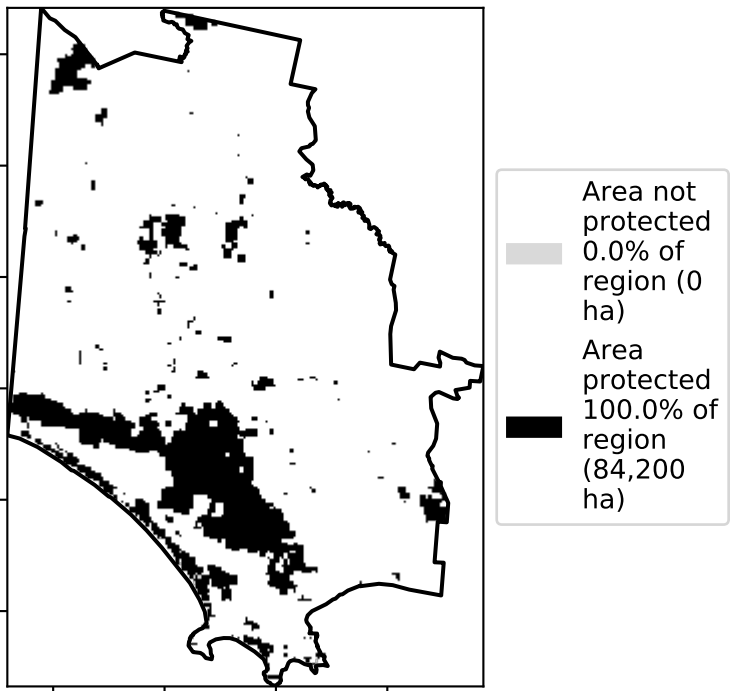 Area not
protected
0.0% of
region (0
ha)
Area
protected
100.0% of
region
(84,200
ha)